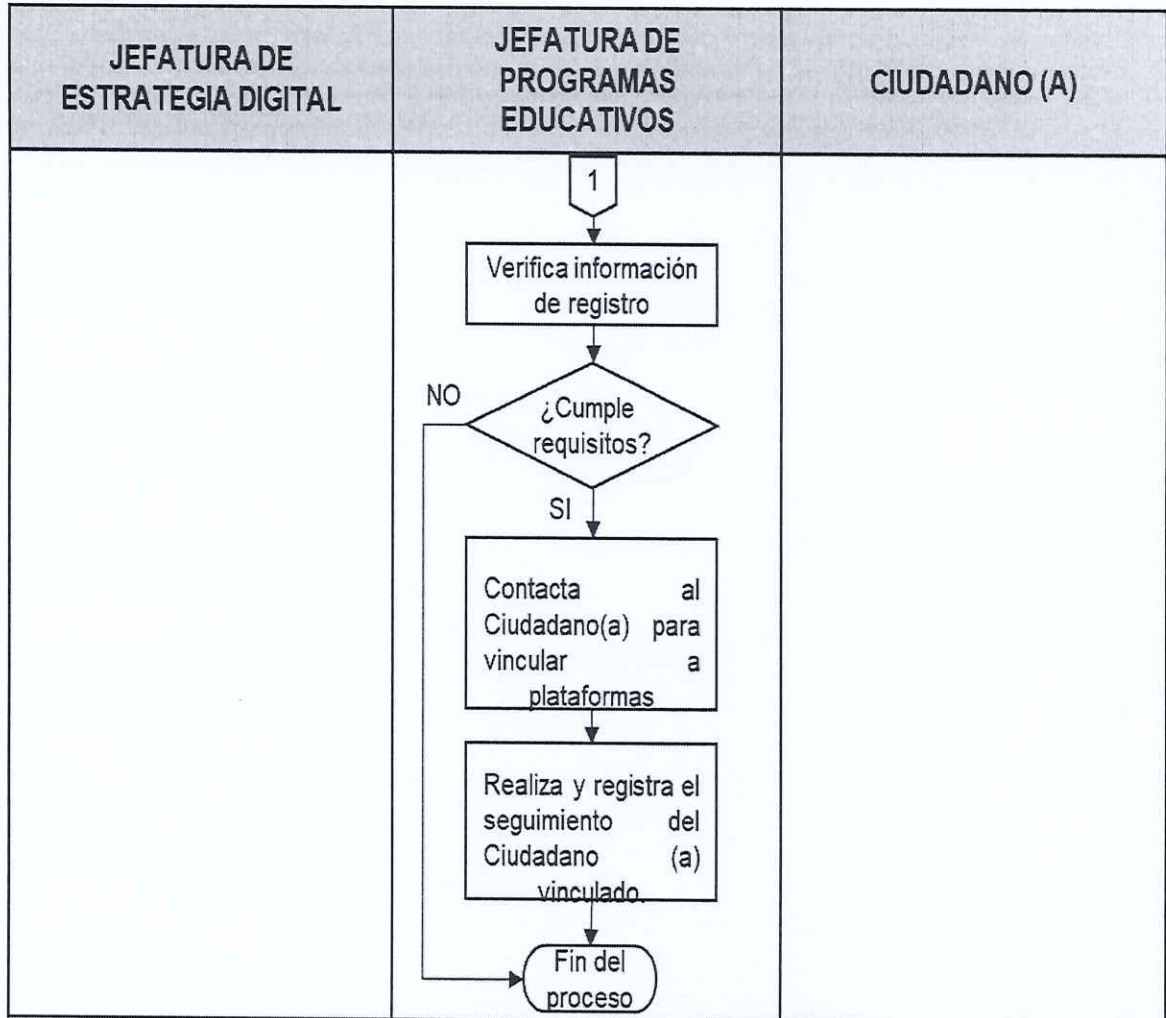 JEFATURA DE
ESTRATEGIA DIGITAL
JEFATURA DE
PROGRAMAS
EDUCATIVOS
CIUDADANO (A)
1
Verifica información
de registro
¿Cumple
requisitos?
NO
SI
Contacta al
Ciudadano(a) para
vincular a
plataformas
Realiza y registra el
seguimiento del
Ciudadano (a)
vinculado.
Fin del
proceso